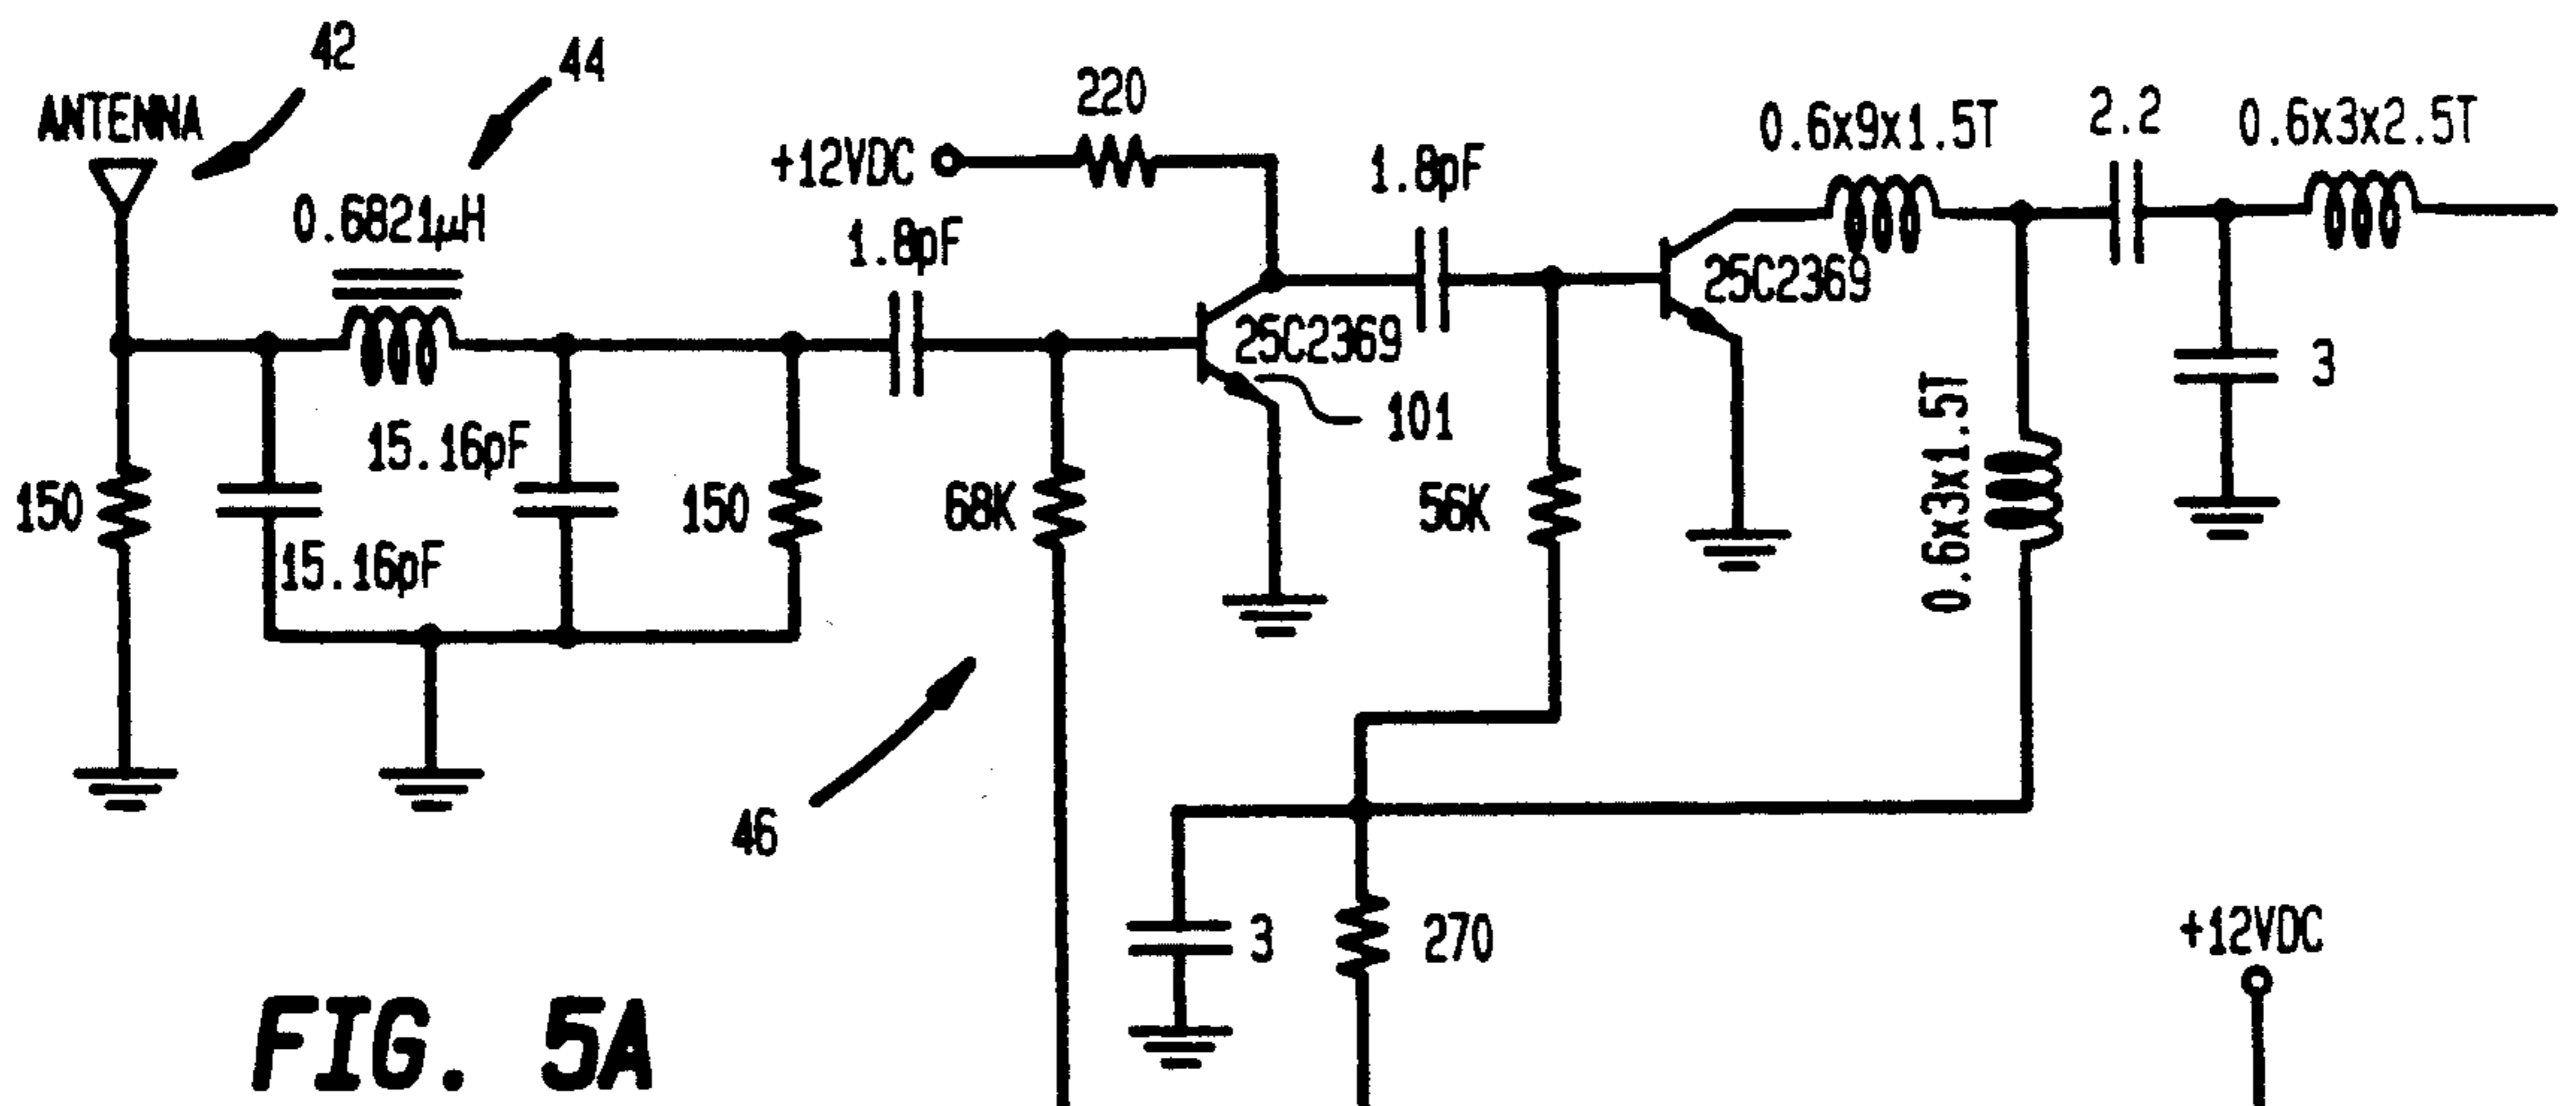 42
44
ANTENNA
220
0.6x9x1.5T
2.2
0.6x3x2.5T
+12VDC
1.8pF
0.6821μH
1.8pF
25C2369
25C2369
3
101
0.6x3x1.5T
15.16pF
150
150
68K
56K
15.16pF
46
3
270
+12VDC
FIG. 5A